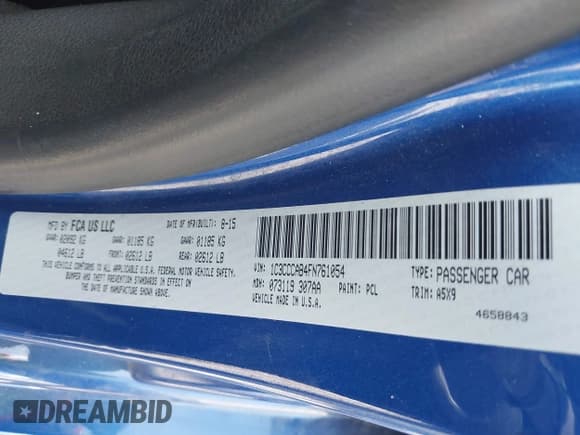 MFD BY FCA US LLC DATE OF MFR(BUILT): 8-15
02092 KG GAWR: 01185 KG GAWR: 01185 KG
04612 LB FRONT: 02612 LB REAR: 02612 LB
THIS VEHICLE CONFORMS TO ALL APPLICABLE U.S.A. FEDERAL MOTOR VEHICLE SAFETY,
BUMPER AND THEFT PREVENTION STANDARDS IN EFFECT ON
THE DATE OF MANUFACTURE SHOWN ABOVE.
VIN: 1C3CCCAB4FN761054 TYPE: PASSENGER CAR
MDH: 073119 307AA PAINT: PCL TRIM: A5X9
VEHICLE MADE IN U.S.A.
4658843
DREAMBID